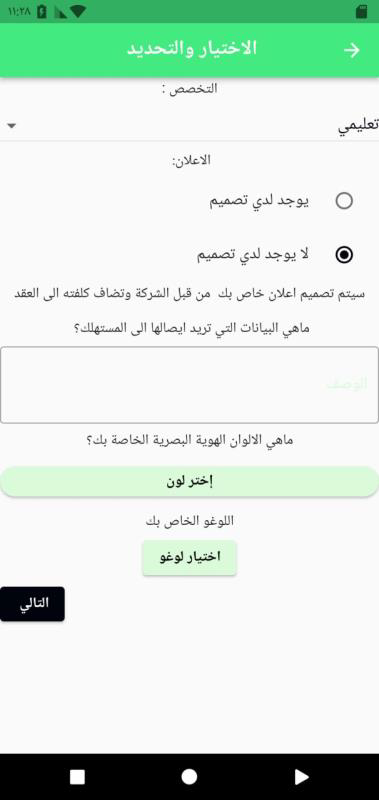 ١١:٢٨
الاختيار والتحديد
التخصص :
تعليمي
الاعلان:
يوجد لدي تصميم
لا يوجد لدي تصميم
سيتم تصميم اعلان خاص بك من قبل الشركة وتضاف كلفته الى العقد
ماهي البيانات التي تريد ايصالها الى المستهلك؟
الوصف
ماهي الالوان الهوية البصرية الخاصة بك؟
إختر لون
اللوغو الخاص بك
اختيار لوغو
التالي